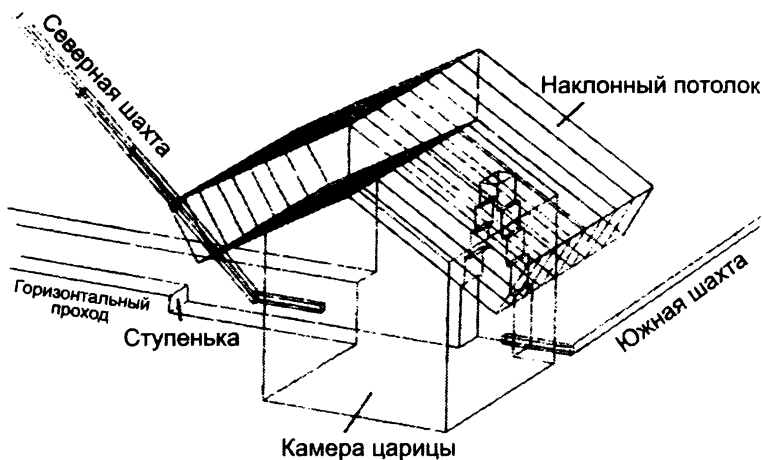 Северная шахта
Наклонный потолок
Горизонтальный
проход
Ступенька
Южная шахта
Камера царицы